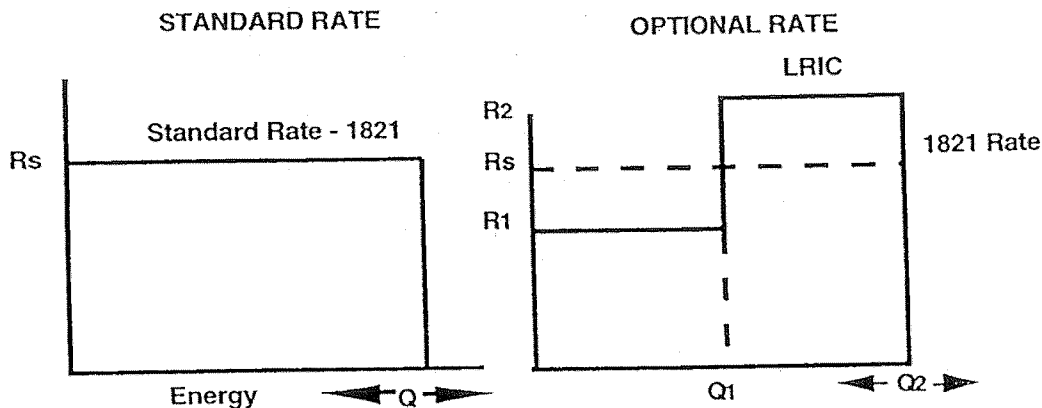 STANDARD RATE
Standard Rate - 1821
Rs
Energy
Q
OPTIONAL RATE
LRIC
R2
1821 Rate
Rs
R1
Q1
Q2